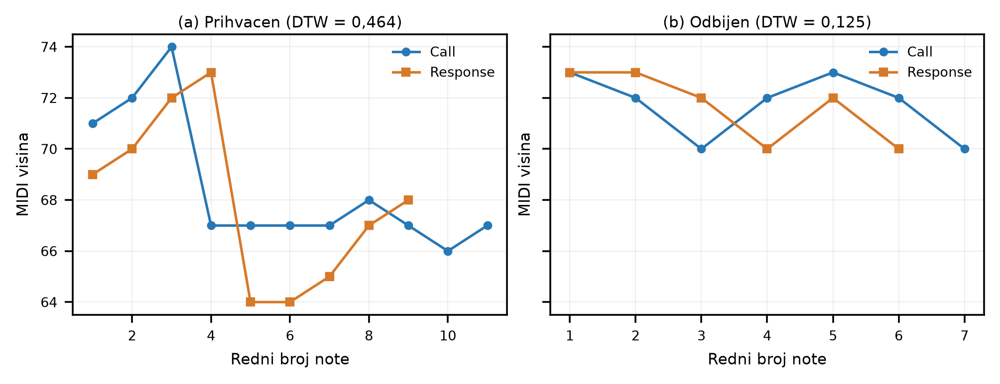 (a) Prihvacen (DTW = 0,464)
MIDI visina
74
72
70
68
66
64
Call
Response
2 4 6 8 10
Redni broj note
(b) Odbijen (DTW = 0,125)
MIDI visina
Call
Response
1 2 3 4 5 6 7
Redni broj note